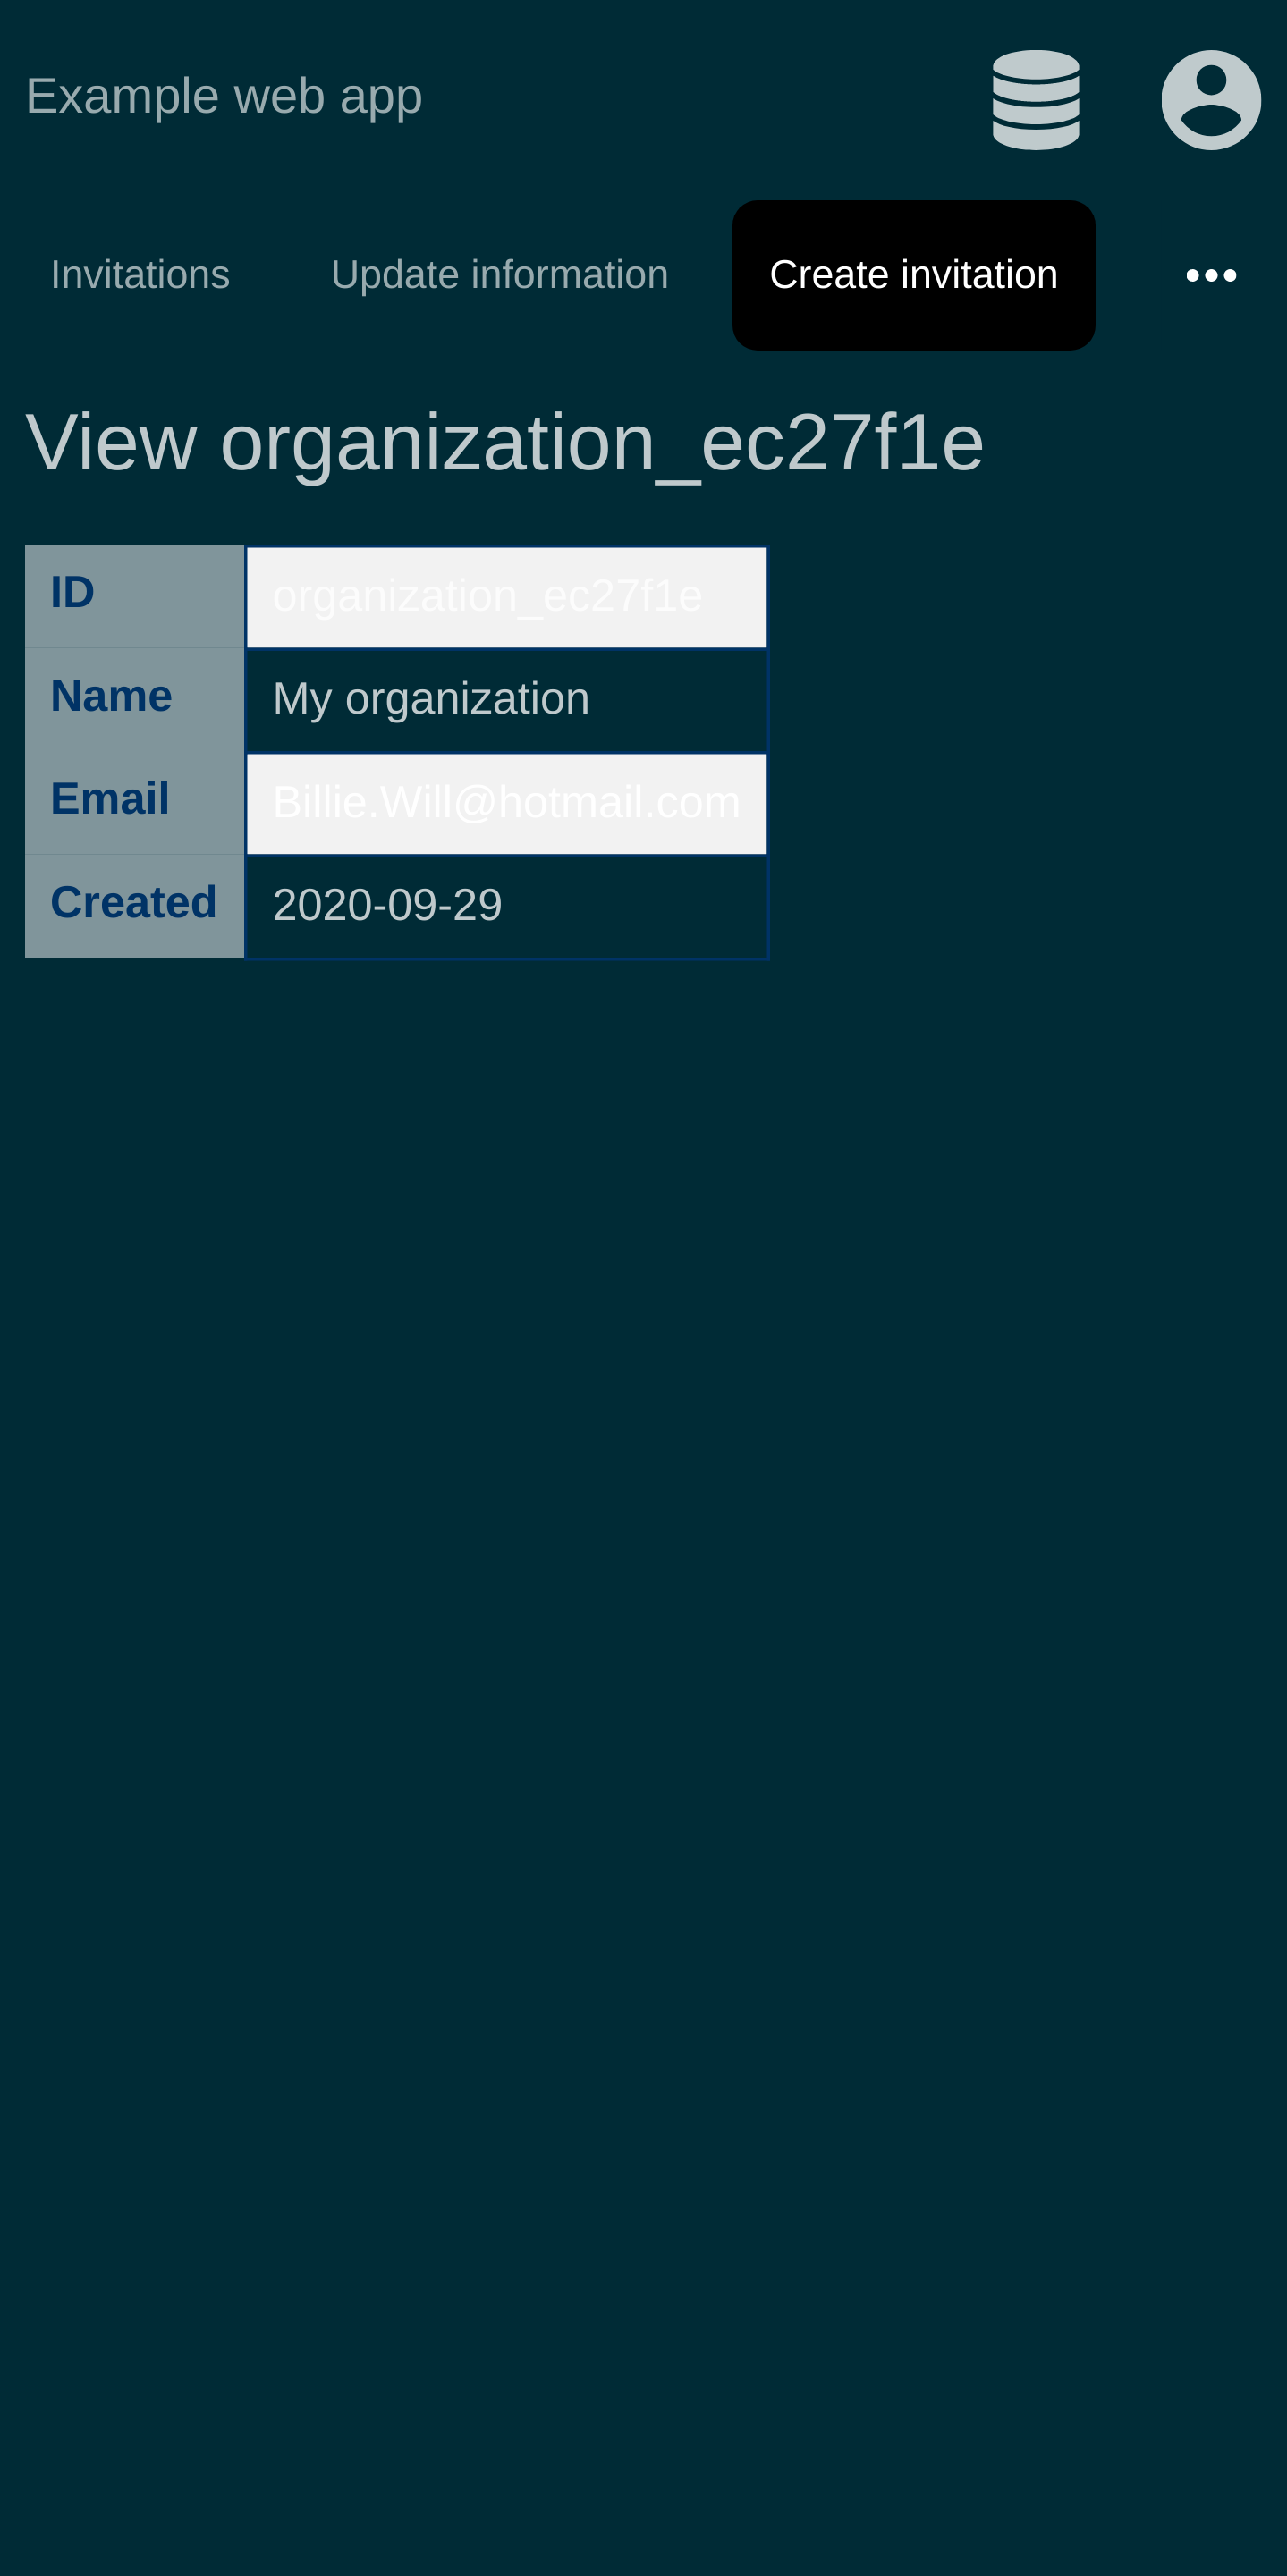 Example web app
Invitations Update information Create invitation
View organization_ec27f1e
ID organization_ec27f1e
Name My organization
Email Billie.Will@hotmail.com
Created 2020-09-29